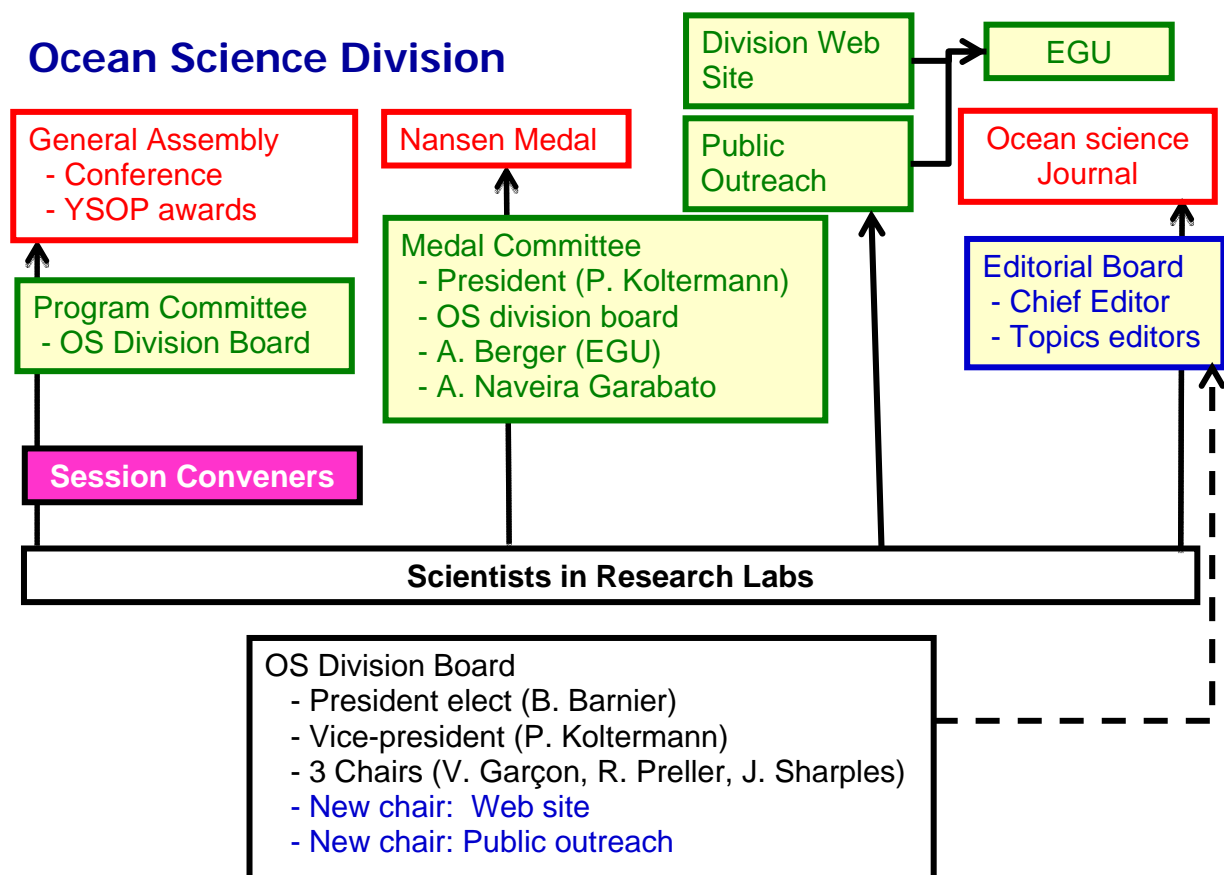 Ocean Science Division
Division Web
Site
EGU
General Assembly
- Conference
- YSOP awards
Nansen Medal
Public
Outreach
Ocean science
Journal
Program Committee
- OS Division Board
Medal Committee
- President (P. Koltermann)
- OS division board
- A. Berger (EGU)
- A. Naveira Garabato
Editorial Board
- Chief Editor
- Topics editors
Session Conveners
Scientists in Research Labs
OS Division Board
- President elect (B. Barnier)
- Vice-president (P. Koltermann)
- 3 Chairs (V. Garçon, R. Preller, J. Sharples)
- New chair:  Web site
- New chair: Public outreach